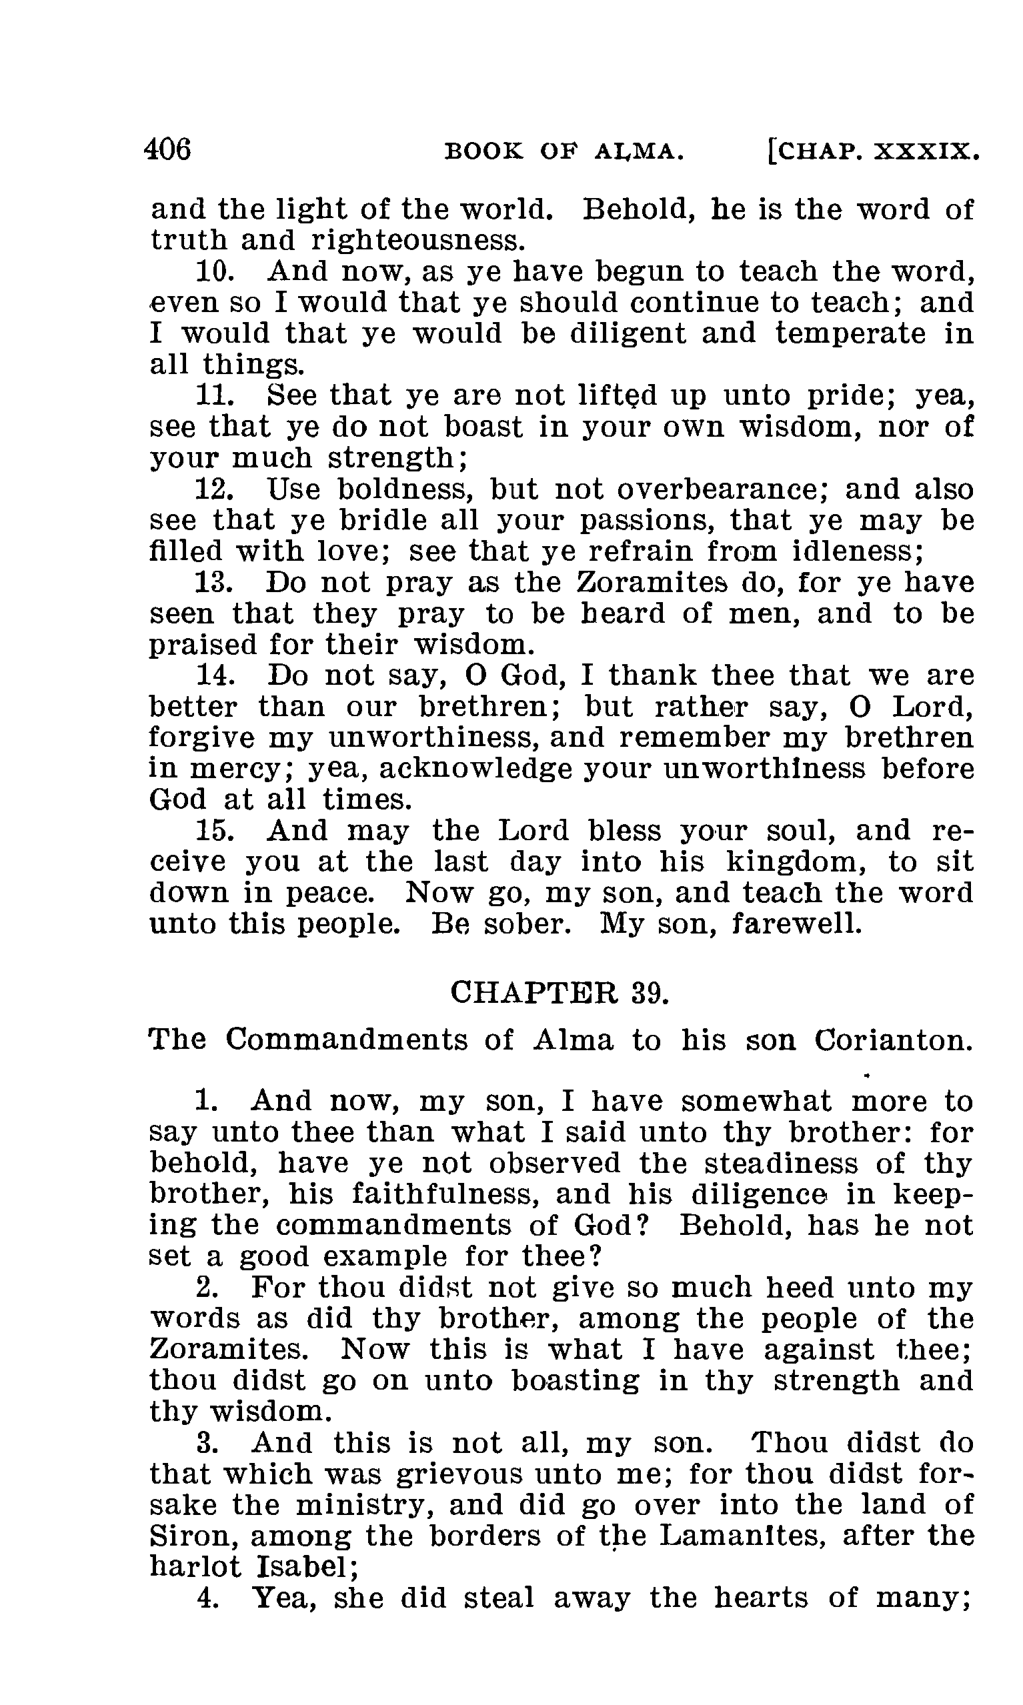 406 BOOK OF ALMA. [CHAP. XXXIX.
and the light of the world. Behold, he is the word of
truth and righteousness.
10. And now, as ye have begun to teach the word,
even so I would that ye should continue to teach; and
I would that ye would be diligent and temperate in
all things.
11. See that ye are not lifted up unto pride; yea,
see that ye do not boast in your own wisdom, nor of
your much strength;
12. Use boldness, but not overbearance; and also
see that ye bridle all your passions, that ye may be
filled with love; see that ye refrain from idleness;
13. Do not pray as the Zoramites do, for ye have
seen that they pray to be heard of men, and to be
praised for their wisdom.
14. Do not say, O God, I thank thee that we are
better than our brethren; but rather say, O Lord,
forgive my unworthiness, and remember my brethren
in mercy; yea, acknowledge your unworthiness before
God at all times.
15. And may the Lord bless your soul, and re-
ceive you at the last day into his kingdom, to sit
down in peace. Now go, my son, and teach the word
unto this people. Be sober. My son, farewell.
CHAPTER 39.
The Commandments of Alma to his son Corianton.
1. And now, my son, I have somewhat more to
say unto thee than what I said unto thy brother: for
behold, have ye not observed the steadiness of thy
brother, his faithfulness, and his diligence in keep-
ing the commandments of God? Behold, has he not
set a good example for thee?
2. For thou didst not give so much heed unto my
words as did thy brother, among the people of the
Zoramites. Now this is what I have against thee;
thou didst go on unto boasting in thy strength and
thy wisdom.
3. And this is not all, my son. Thou didst do
that which was grievous unto me; for thou didst for-
sake the ministry, and did go over into the land of
Siron, among the borders of the Lamanites, after the
harlot Isabel;
4. Yea, she did steal away the hearts of many;